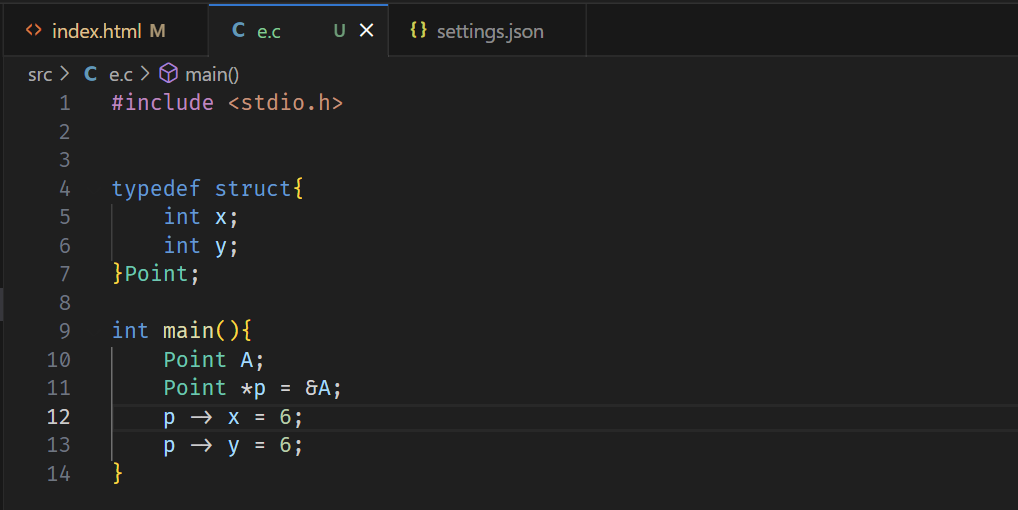 index.html M e.c U settings.json
src > C e.c > main()
1 #include <stdio.h>
2
3
4 typedef struct{
5     int x;
6     int y;
7 }Point;
8
9 int main(){
10     Point A;
11     Point *p = &A;
12     p -> x = 6;
13     p -> y = 6;
14 }